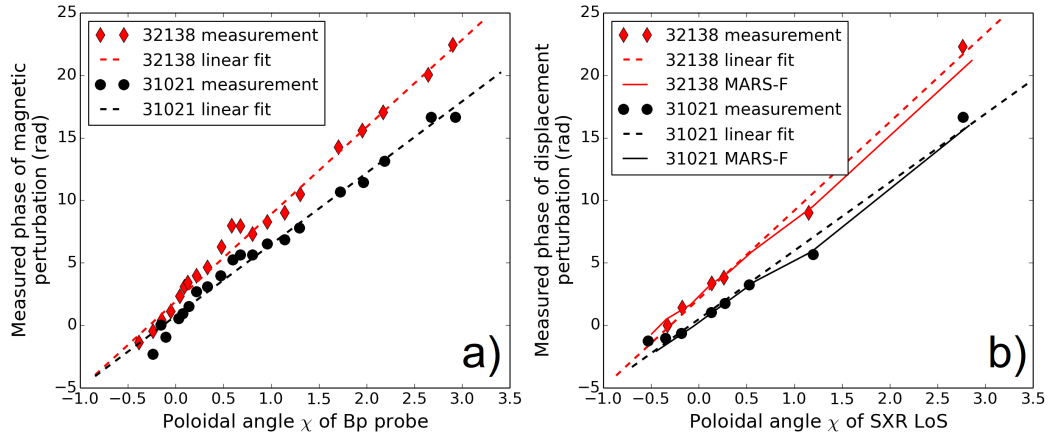 Measured phase of magnetic
perturbation (rad)
25
20
15
10
5
0
−5
32138 measurement
32138 linear fit
31021 measurement
31021 linear fit
a)
−1.0 −0.5 0.0 0.5 1.0 1.5 2.0 2.5 3.0 3.5
Poloidal angle χ of Bp probe
Measured phase of displacement
perturbation (rad)
25
20
15
10
5
0
−5
32138 measurement
32138 linear fit
32138 MARS-F
31021 measurement
31021 linear fit
31021 MARS-F
b)
−1.0 −0.5 0.0 0.5 1.0 1.5 2.0 2.5 3.0 3.5
Poloidal angle χ of SXR LoS